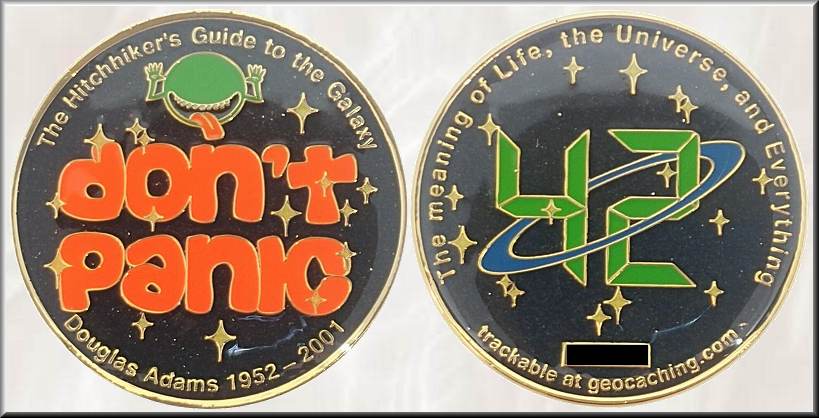 The Hitchhiker's Guide to the Galaxy
don't
panic
Douglas Adams 1952-2001
The meaning of Life, the Universe, and Everything
42
trackable at geocaching.com